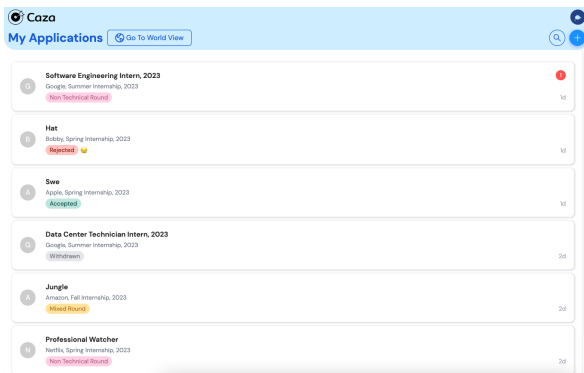 Caza
My Applications
Go To World View
G
Software Engineering Intern, 2023
Google, Summer Internship, 2023
Non Technical Round
1
1d
B
Hat
Bobby, Spring Internship, 2023
Rejected
1d
A
Swe
Apple, Spring Internship, 2023
Accepted
1d
G
Data Center Technician Intern, 2023
Google, Summer Internship, 2023
Withdrawn
2d
A
Jungle
Amazon, Fall Internship, 2023
Mixed Round
2d
N
Professional Watcher
Netflix, Spring Internship, 2023
Non Technical Round
2d